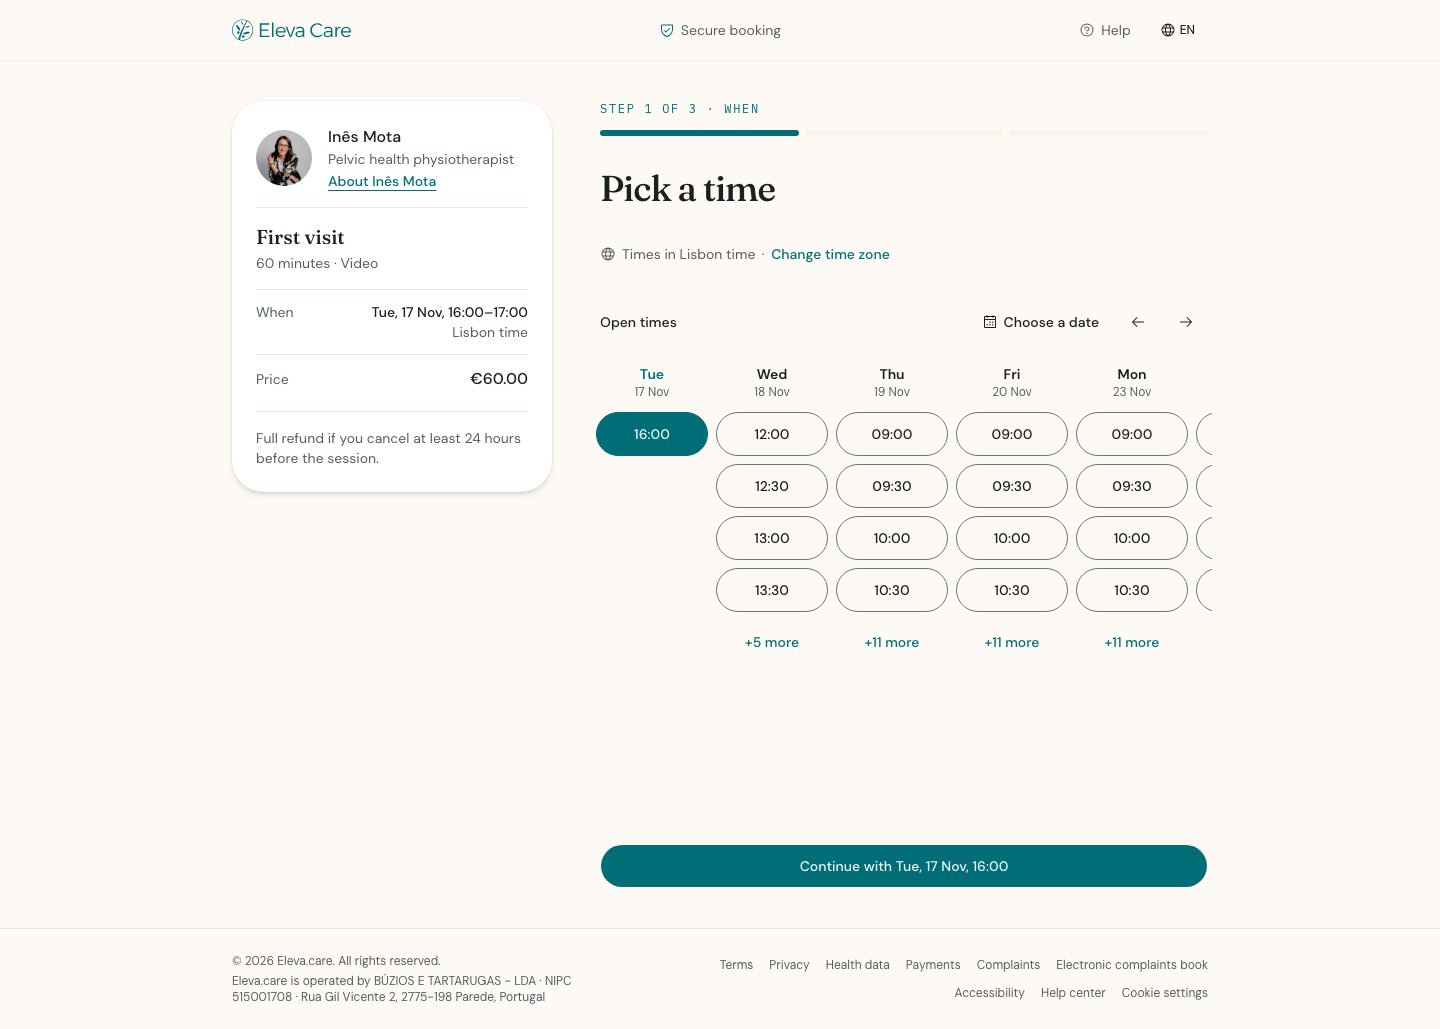 Eleva Care
Secure booking
Help
EN
Inês Mota
Pelvic health physiotherapist
About Inês Mota
First visit
60 minutes · Video
When
Tue, 17 Nov, 16:00–17:00
Lisbon time
Price
€60.00
Full refund if you cancel at least 24 hours
before the session.
STEP 1 OF 3 · WHEN
Pick a time
Times in Lisbon time · Change time zone
Open times
Choose a date
Tue
17 Nov
16:00
Wed
18 Nov
12:00
12:30
13:00
13:30
+5 more
Thu
19 Nov
09:00
09:30
10:00
10:30
+11 more
Fri
20 Nov
09:00
09:30
10:00
10:30
+11 more
Mon
23 Nov
09:00
09:30
10:00
10:30
+11 more
Continue with Tue, 17 Nov, 16:00
© 2026 Eleva.care. All rights reserved.
Eleva.care is operated by BÚZIOS E TARTARUGAS - LDA · NIPC
515001708 · Rua Gil Vicente 2, 2775-198 Parede, Portugal
Terms Privacy Health data Payments Complaints Electronic complaints book
Accessibility Help center Cookie settings